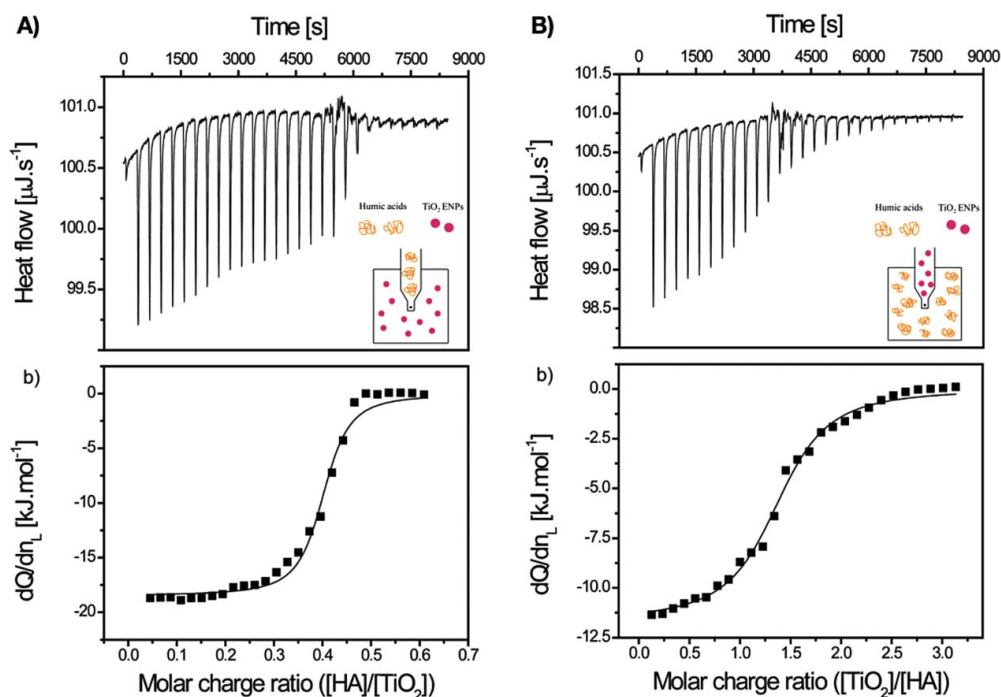 A)
Time [s]
0 1500 3000 4500 6000 7500 9000
Heat flow [µJ.s⁻¹]
101.0
100.5
100.0
99.5
Humic acids
TiO₂ ENPs
b)
dQ/dn_L [kJ.mol⁻¹]
0
-5
-10
-15
-20
0.0 0.1 0.2 0.3 0.4 0.5 0.6 0.7
Molar charge ratio ([HA]/[TiO₂])
B)
Time [s]
0 1500 3000 4500 6000 7500 9000
Heat flow [µJ.s⁻¹]
101.5
101.0
100.5
100.0
99.5
99.0
98.5
98.0
Humic acids
TiO₂ ENPs
b)
dQ/dn_L [kJ.mol⁻¹]
0.0
-2.5
-5.0
-7.5
-10.0
-12.5
0.0 0.5 1.0 1.5 2.0 2.5 3.0
Molar charge ratio ([TiO₂]/[HA])